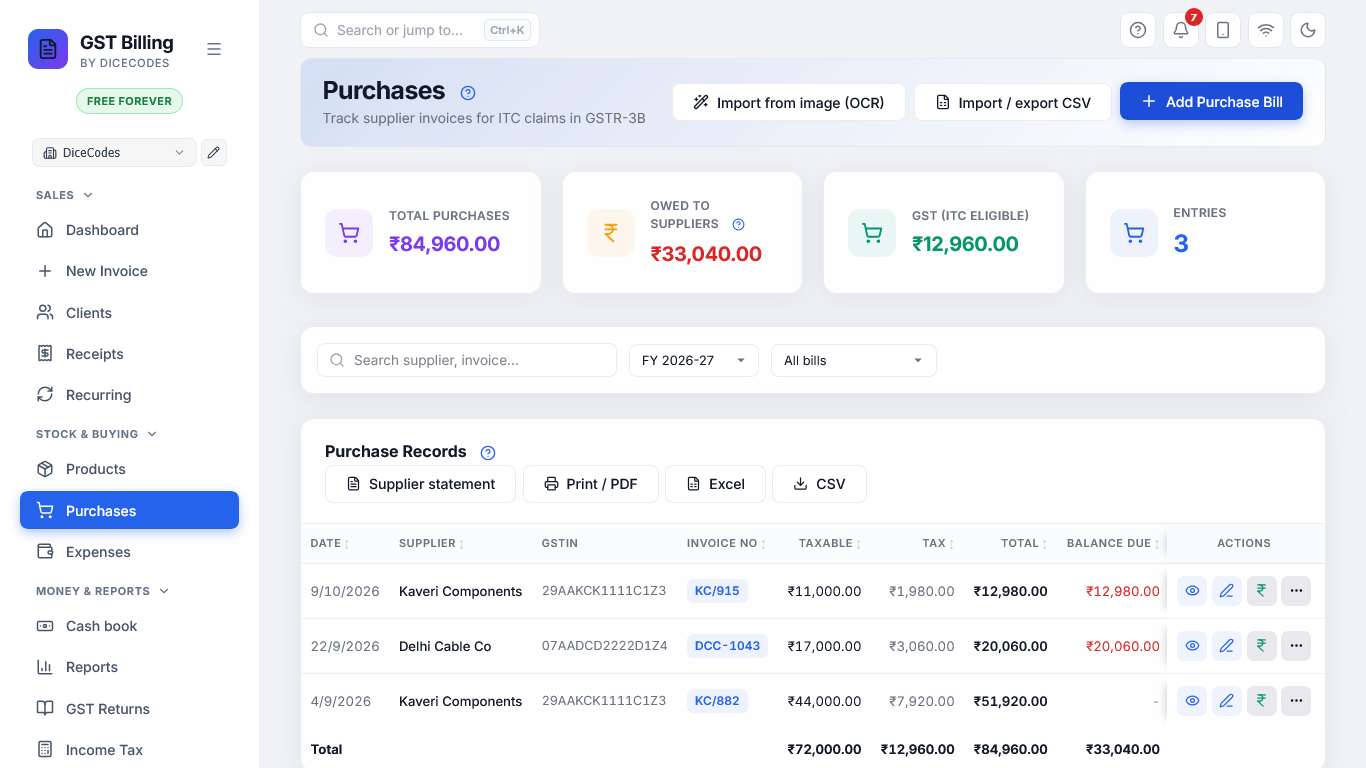 GST Billing
BY DICECODES
FREE FOREVER
DiceCodes
SALES
Dashboard
New Invoice
Clients
Receipts
Recurring
STOCK & BUYING
Products
Purchases
Expenses
MONEY & REPORTS
Cash book
Reports
GST Returns
Income Tax
Search or jump to... Ctrl+K
7
Purchases
Track supplier invoices for ITC claims in GSTR-3B
Import from image (OCR)
Import / export CSV
Add Purchase Bill
TOTAL PURCHASES
₹84,960.00
OWED TO
SUPPLIERS
₹33,040.00
GST (ITC ELIGIBLE)
₹12,960.00
ENTRIES
3
Search supplier, invoice... FY 2026-27 All bills
Purchase Records
Supplier statement Print / PDF Excel CSV
DATE SUPPLIER GSTIN INVOICE NO TAXABLE TAX TOTAL BALANCE DUE ACTIONS
9/10/2026 Kaveri Components 29AAKCK1111C1Z3 KC/915 ₹11,000.00 ₹1,980.00 ₹12,980.00 ₹12,980.00 ₹
22/9/2026 Delhi Cable Co 07AADCD2222D1Z4 DCC-1043 ₹17,000.00 ₹3,060.00 ₹20,060.00 ₹20,060.00 ₹
4/9/2026 Kaveri Components 29AAKCK1111C1Z3 KC/882 ₹44,000.00 ₹7,920.00 ₹51,920.00 - ₹
Total ₹72,000.00 ₹12,960.00 ₹84,960.00 ₹33,040.00